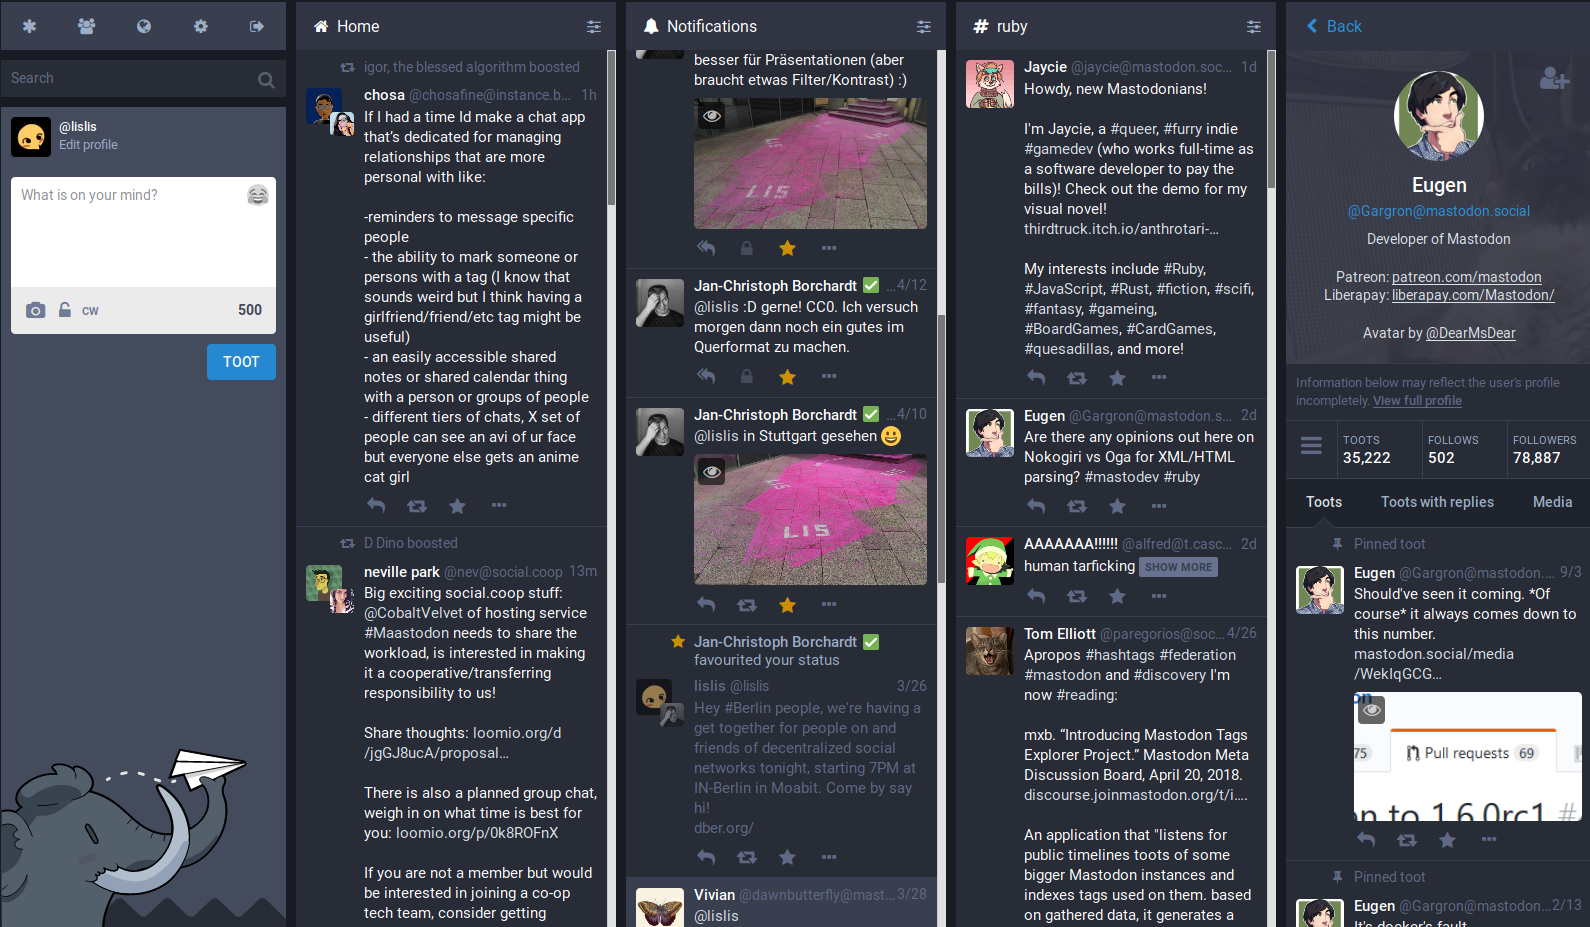 Search
@lislis
Edit profile
What is on your mind?
CW
500
TOOT
Home
igor, the blessed algorithm boosted
chosa @chosafine@instance.b... 1h
If I had a time Id make a chat app
that's dedicated for managing
relationships that are more
personal with like:
-reminders to message specific
people
- the ability to mark someone or
persons with a tag (I know that
sounds weird but I think having a
girlfriend/friend/etc tag might be
useful)
- an easily accessible shared
notes or shared calendar thing
with a person or groups of people
- different tiers of chats, X set of
people can see an avi of ur face
but everyone else gets an anime
cat girl
D Dino boosted
neville park @nev@social.coop 13m
Big exciting social.coop stuff:
@CobaltVelvet of hosting service
#Maastodon needs to share the
workload, is interested in making
it a cooperative/transferring
responsibility to us!
Share thoughts: loomio.org/d
/jgGJ8ucA/proposal...
There is also a planned group chat,
weigh in on what time is best for
you: loomio.org/p/0k8ROFnX
If you are not a member but would
be interested in joining a co-op
tech team, consider getting
Notifications
besser für Präsentationen (aber
braucht etwas Filter/Kontrast) :)
LIS
Jan-Christoph Borchardt ✅ ...4/12
@lislis :D gerne! CC0. Ich versuch
morgen dann noch ein gutes im
Querformat zu machen.
Jan-Christoph Borchardt ✅ ...4/10
@lislis in Stuttgart gesehen 😀
LIS
Jan-Christoph Borchardt ✅
favourited your status
lislis @lislis 3/26
Hey #Berlin people, we're having a
get together for people on and
friends of decentralized social
networks tonight, starting 7PM at
IN-Berlin in Moabit. Come by say
hi!
dber.org/
Vivian @dawnbutterfly@mast... 3/28
@lislis
# ruby
Jaycie @jaycie@mastodon.soc... 1d
Howdy, new Mastodonians!
I'm Jaycie, a #queer, #furry indie
#gamedev (who works full-time as
a software developer to pay the
bills)! Check out the demo for my
visual novel!
thirdtruck.itch.io/anthrotari-...
My interests include #Ruby,
#JavaScript, #Rust, #fiction, #scifi,
#fantasy, #gameing,
#BoardGames, #CardGames,
#quesadillas, and more!
Eugen @Gargron@mastodon.s... 2d
Are there any opinions out here on
Nokogiri vs Oga for XML/HTML
parsing? #mastodev #ruby
AAAAAAA!!!!!! @alfred@t.casc... 2d
human tarficking SHOW MORE
Tom Elliott @paregorios@soc... 4/26
Apropos #hashtags #federation
#mastodon and #discovery I'm
now #reading:
mxb. “Introducing Mastodon Tags
Explorer Project.” Mastodon Meta
Discussion Board, April 20, 2018.
discourse.joinmastodon.org/t/i....
An application that "listens for
public timelines toots of some
bigger Mastodon instances and
indexes tags used on them. based
on gathered data, it generates a
Back
Eugen
@Gargron@mastodon.social
Developer of Mastodon
Patreon: patreon.com/mastodon
Liberapay: liberapay.com/Mastodon/
Avatar by @DearMsDear
Information below may reflect the user's profile
incompletely. View full profile
TOOTS FOLLOWS FOLLOWERS
35,222 502 78,887
Toots Toots with replies Media
Pinned toot
Eugen @Gargron@mastodon.... 9/3
Should've seen it coming. *Of
course* it always comes down to
this number.
mastodon.social/media
/WekIqGCG...
on
75 Pull requests 69
on to 1.6.0rc1 #
Pinned toot
Eugen @Gargron@mastodon... 2/13
It's docker's fault